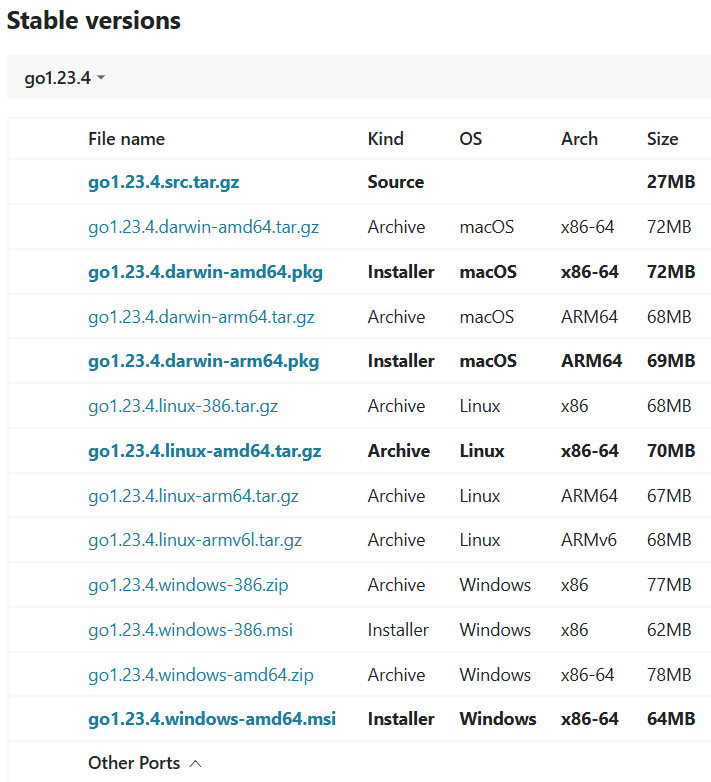 Stable versions
go1.23.4
File name Kind OS Arch Size
go1.23.4.src.tar.gz Source 27MB
go1.23.4.darwin-amd64.tar.gz Archive macOS x86-64 72MB
go1.23.4.darwin-amd64.pkg Installer macOS x86-64 72MB
go1.23.4.darwin-arm64.tar.gz Archive macOS ARM64 68MB
go1.23.4.darwin-arm64.pkg Installer macOS ARM64 69MB
go1.23.4.linux-386.tar.gz Archive Linux x86 68MB
go1.23.4.linux-amd64.tar.gz Archive Linux x86-64 70MB
go1.23.4.linux-arm64.tar.gz Archive Linux ARM64 67MB
go1.23.4.linux-armv6l.tar.gz Archive Linux ARMv6 68MB
go1.23.4.windows-386.zip Archive Windows x86 77MB
go1.23.4.windows-386.msi Installer Windows x86 62MB
go1.23.4.windows-amd64.zip Archive Windows x86-64 78MB
go1.23.4.windows-amd64.msi Installer Windows x86-64 64MB
Other Ports